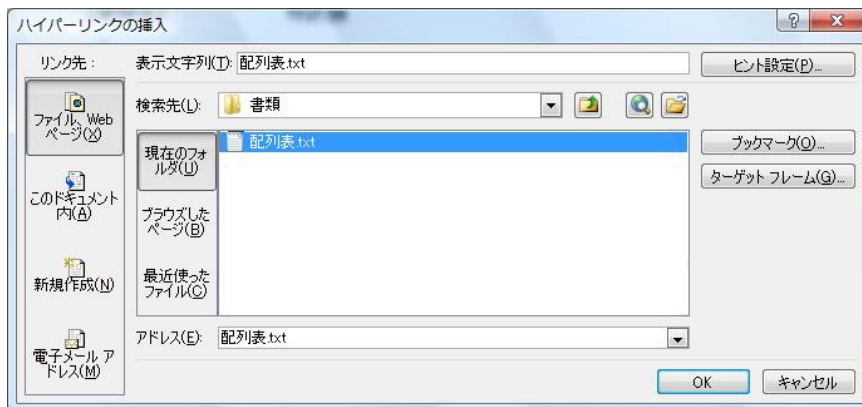 ハイパーリンクの挿入
リンク先:
表示文字列(T): 配列表.txt
ヒント設定(P)...
ファイル、Web
ページ(X)
検索先(L):
書類
現在のフォ
ルダ(U)
配列表.txt
ブックマーク(O)...
ターゲット フレーム(G)...
このドキュメント
内(A)
ブラウズした
ページ(B)
新規作成(N)
最近使った
ファイル(C)
電子メール ア
ドレス(M)
アドレス(E): 配列表.txt
OK
キャンセル